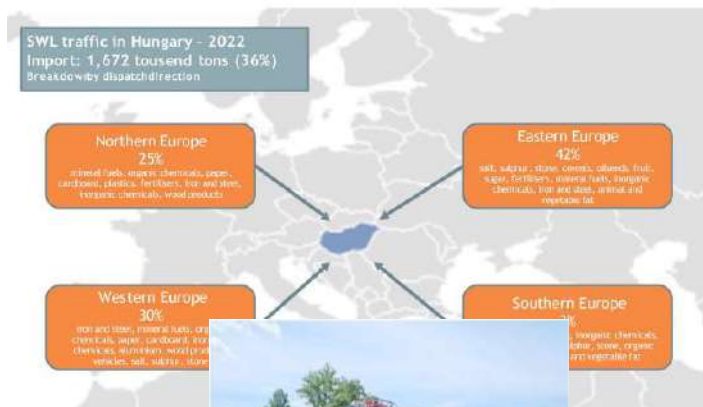 SWL traffic in Hungary - 2022
Import: 1,672 tousend tons (36%)
Breakdowby dispatchdirection
Northern Europe
25%
mineral fuels, organic chemicals, paper,
cardboard, plastics, fertilisers, iron and steel,
inorganic chemicals, wood products
Eastern Europe
42%
salt, sulphur, stone, cereals, oilseeds, fruit,
sugar, fertilisers, mineral fuels, inorganic
chemicals, iron and steel, animal and
vegetable fat
Western Europe
30%
iron and steel, mineral fuels,
chemicals, paper, cardboard,
chemicals, aluminium, wood
vehicles, salt, sulphur, stone
Southern Europe
inorganic chemicals,
stone, organic
and vegetable fat